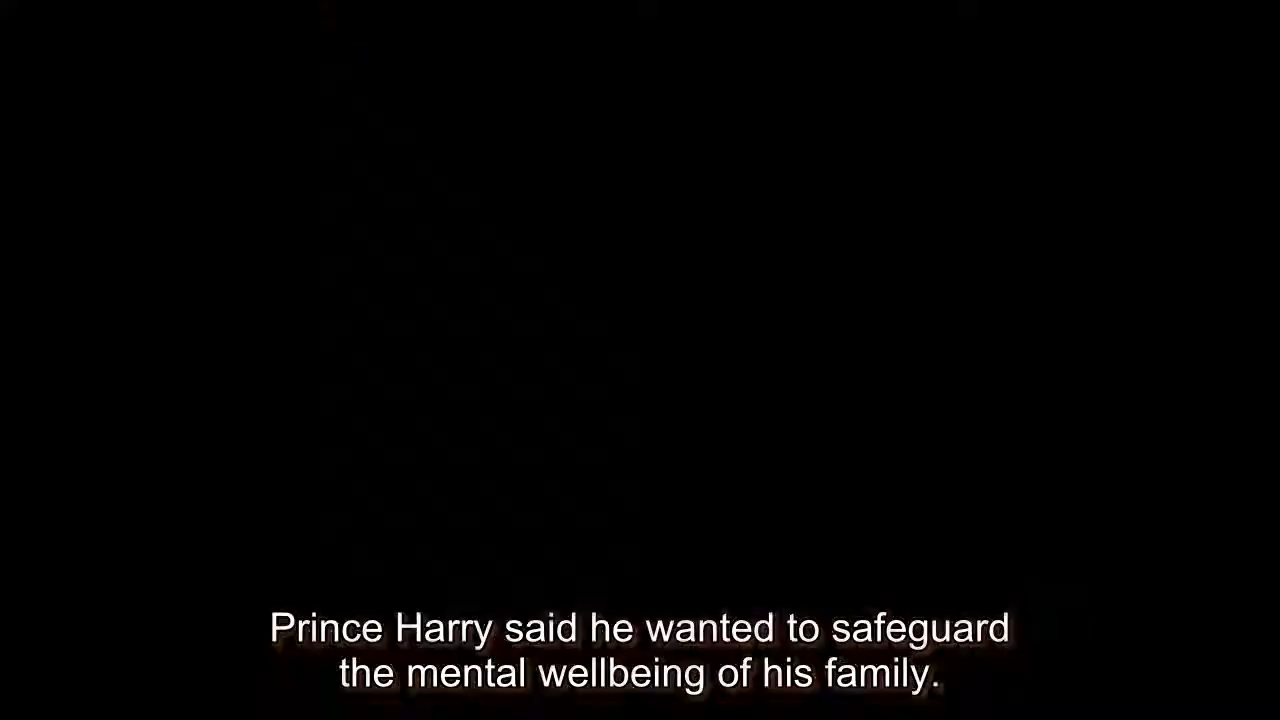 Prince Harry said he wanted to safeguard
the mental wellbeing of his family.